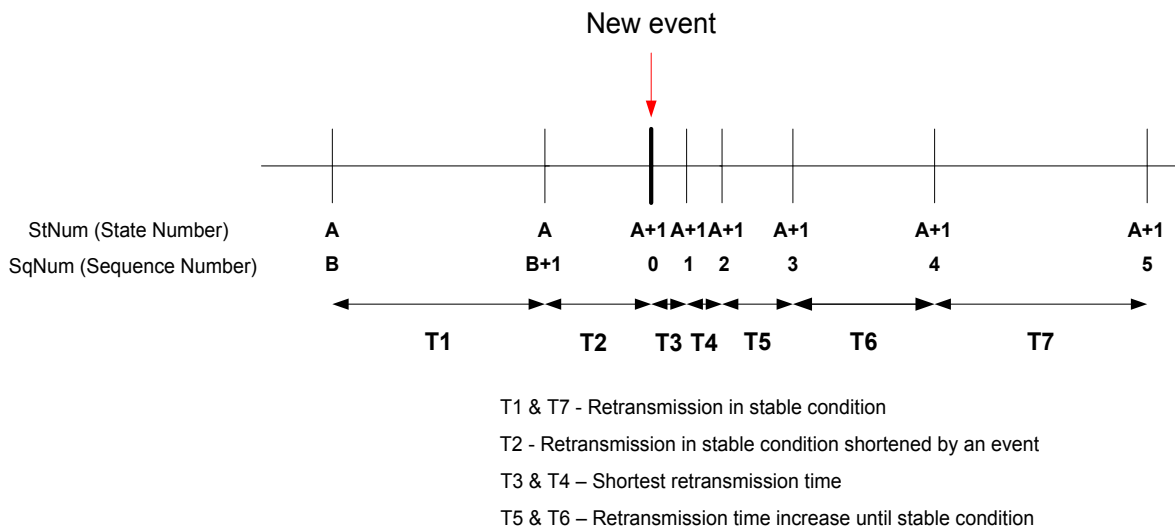 New event
StNum (State Number) A A A+1 A+1 A+1 A+1 A+1 A+1
SqNum (Sequence Number) B B+1 0 1 2 3 4 5
T1 T2 T3 T4 T5 T6 T7
T1 & T7 - Retransmission in stable condition
T2 - Retransmission in stable condition shortened by an event
T3 & T4 – Shortest retransmission time
T5 & T6 – Retransmission time increase until stable condition